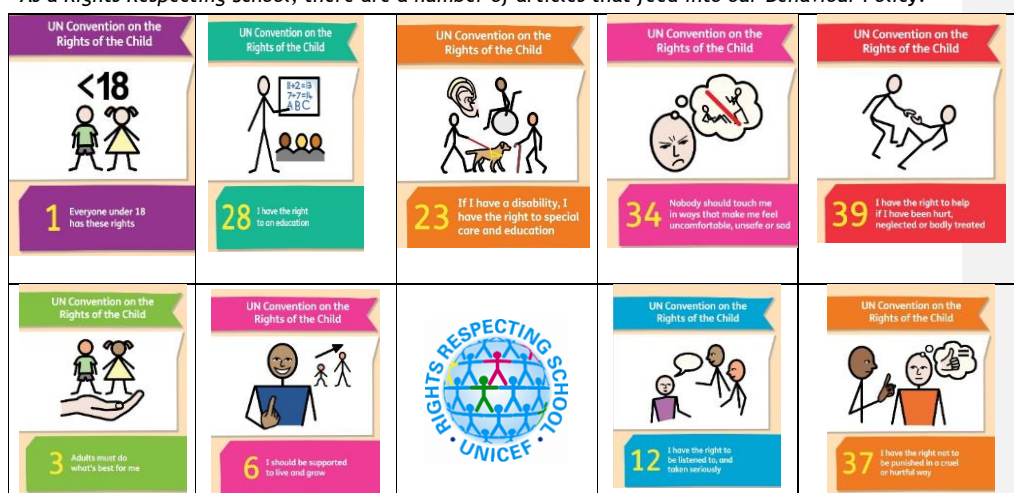 As a Rights Respecting School, there are a number of articles that feed into our Behaviour Policy.
UN Convention on the
Rights of the Child
<18
1 Everyone under 18
has these rights
UN Convention on the
Rights of the Child
11+2=13
7+7=14
ABC
28 I have the right
to an education
UN Convention on the
Rights of the Child
23 If I have a disability, I
have the right to special
care and education
UN Convention on the
Rights of the Child
34 Nobody should touch me
in ways that make me feel
uncomfortable, unsafe or sad
UN Convention on the
Rights of the Child
39 I have the right to help
if I have been hurt,
neglected or badly treated
UN Convention on the
Rights of the Child
3 Adults must do
what's best for me
UN Convention on the
Rights of the Child
6 I should be supported
to live and grow
RIGHTS RESPECTING SCHOOL
UNICEF
UN Convention on the
Rights of the Child
12 I have the right to
be listened to, and
taken seriously
UN Convention on the
Rights of the Child
37 I have the right not to
be punished in a cruel
or hurtful way